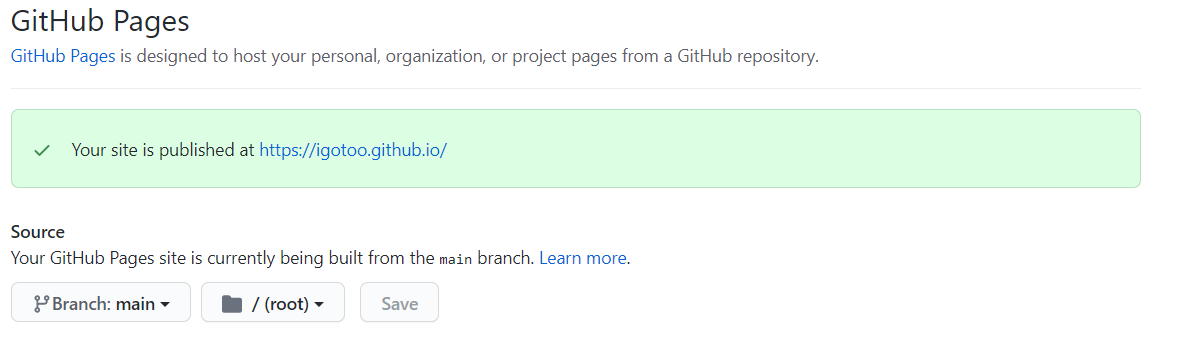 GitHub Pages
GitHub Pages is designed to host your personal, organization, or project pages from a GitHub repository.
Your site is published at https://igotoo.github.io/
Source
Your GitHub Pages site is currently being built from the main branch. Learn more.
Branch: main / (root) Save